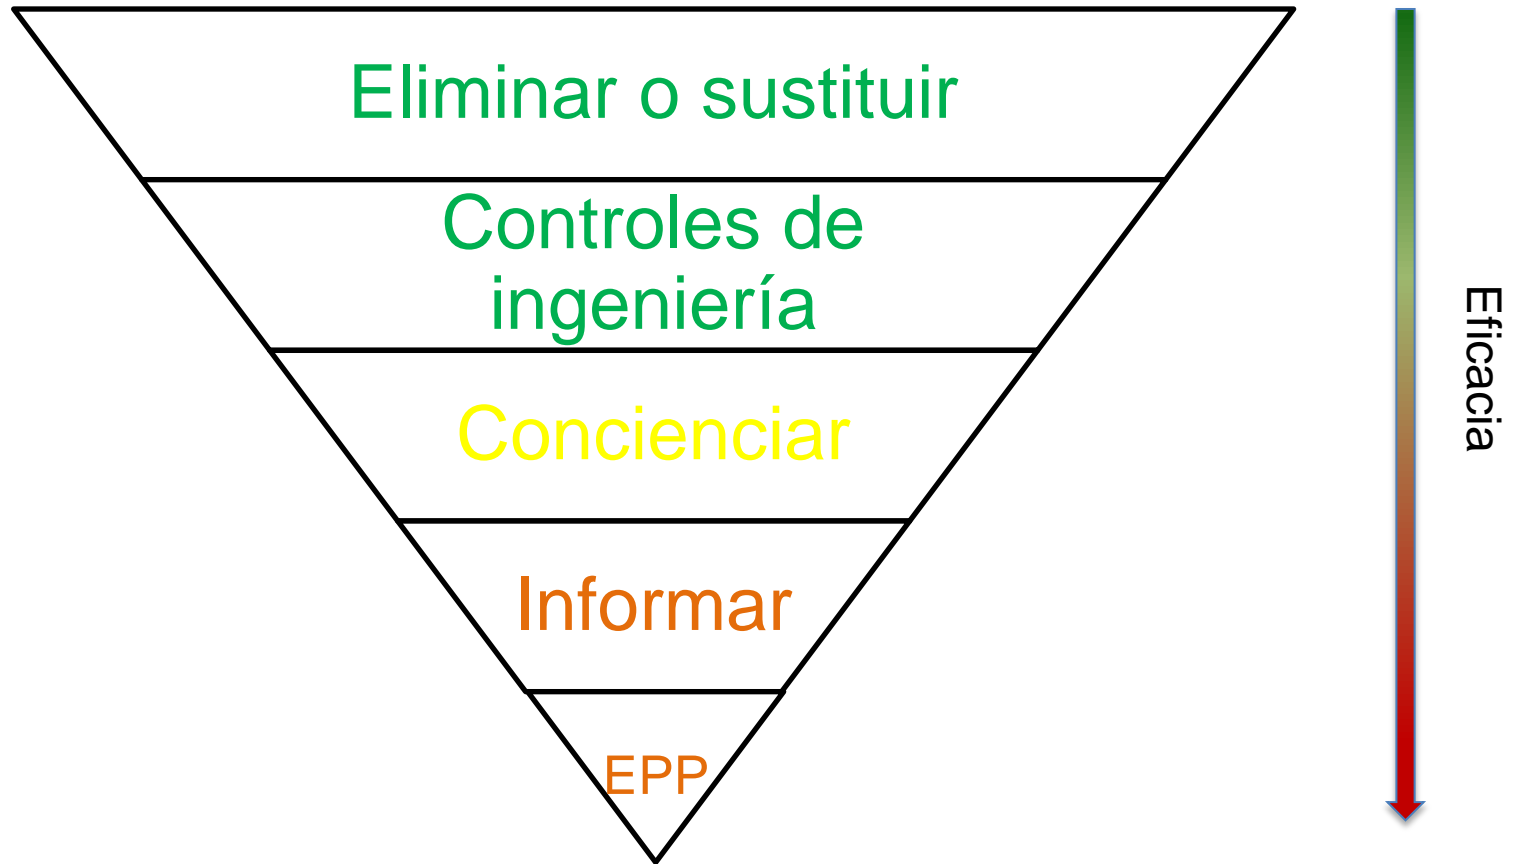 Eliminar o sustituir
Controles de
ingeniería
Concienciar
Informar
EPP
Eficacia